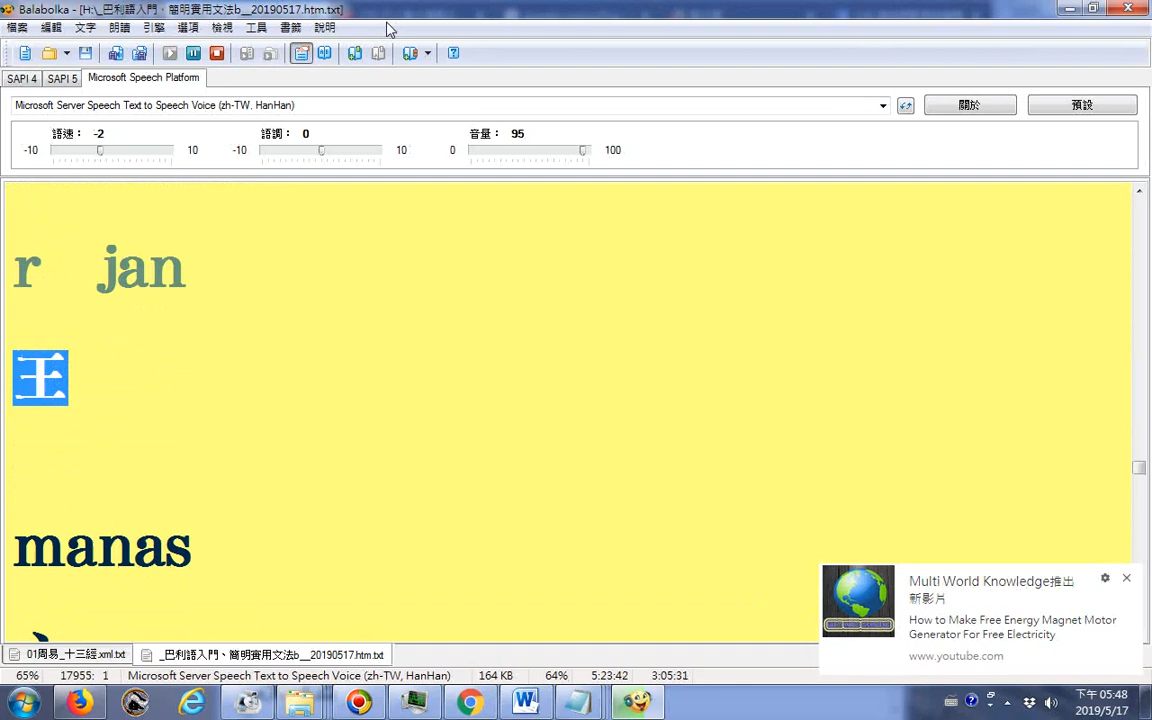 Balabolka - [H:\_巴利語入門、簡明實用文法b__20190517.htm.txt]
檔案 編輯 文字 朗讀 引擎 選項 檢視 工具 書籤 說明
SAPI 4 SAPI 5 Microsoft Speech Platform
Microsoft Server Speech Text to Speech Voice (zh-TW, HanHan) 關於 預設
語速： -2 語調： 0 音量： 95
-10 10 -10 10 0 100
r jan
王
manas
Multi World Knowledge推出
新影片
How to Make Free Energy Magnet Motor
Generator For Free Electricity
www.youtube.com
01周易_十三經.xml.txt _巴利語入門、簡明實用文法b__20190517.htm.txt
65% 17955: 1 Microsoft Server Speech Text to Speech Voice (zh-TW, HanHan) 164 KB 64% 5:23:42 3:05:31
下午 05:48
2019/5/17